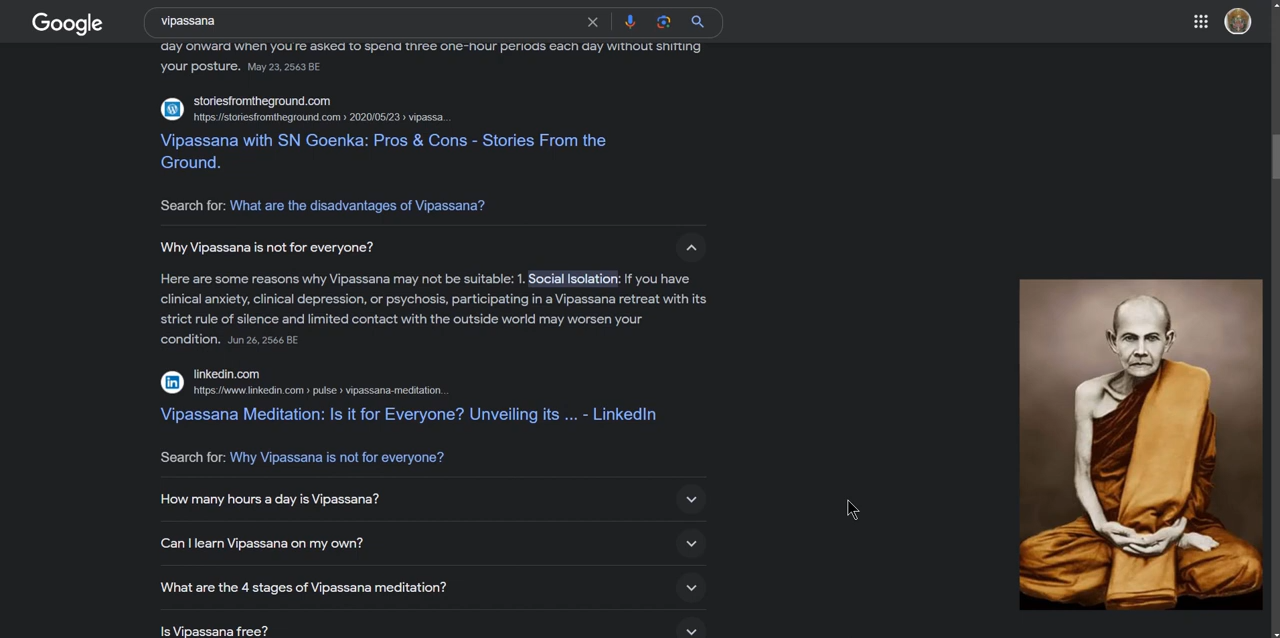 Google
vipassana
day onward when you're asked to spend three one-hour periods each day without shifting
your posture. May 23, 2563 BE
storiesfromtheground.com
https://storiesfromtheground.com › 2020/05/23 › vipassa...
Vipassana with SN Goenka: Pros & Cons - Stories From the
Ground.
Search for: What are the disadvantages of Vipassana?
Why Vipassana is not for everyone?
Here are some reasons why Vipassana may not be suitable: 1. Social Isolation: If you have
clinical anxiety, clinical depression, or psychosis, participating in a Vipassana retreat with its
strict rule of silence and limited contact with the outside world may worsen your
condition. Jun 26, 2566 BE
linkedin.com
https://www.linkedin.com › pulse › vipassana-meditation...
Vipassana Meditation: Is it for Everyone? Unveiling its ... - LinkedIn
Search for: Why Vipassana is not for everyone?
How many hours a day is Vipassana?
Can I learn Vipassana on my own?
What are the 4 stages of Vipassana meditation?
Is Vipassana free?